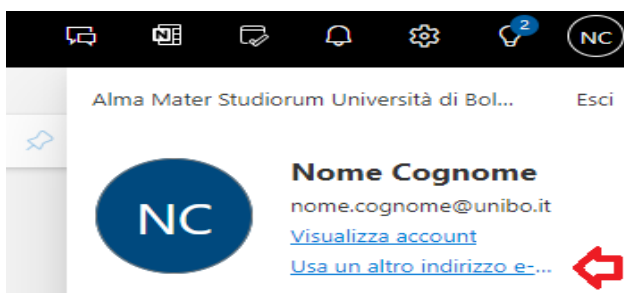 2
NC
Alma Mater Studiorum Università di Bol... Esci
NC
Nome Cognome
nome.cognome@unibo.it
Visualizza account
Usa un altro indirizzo e-...